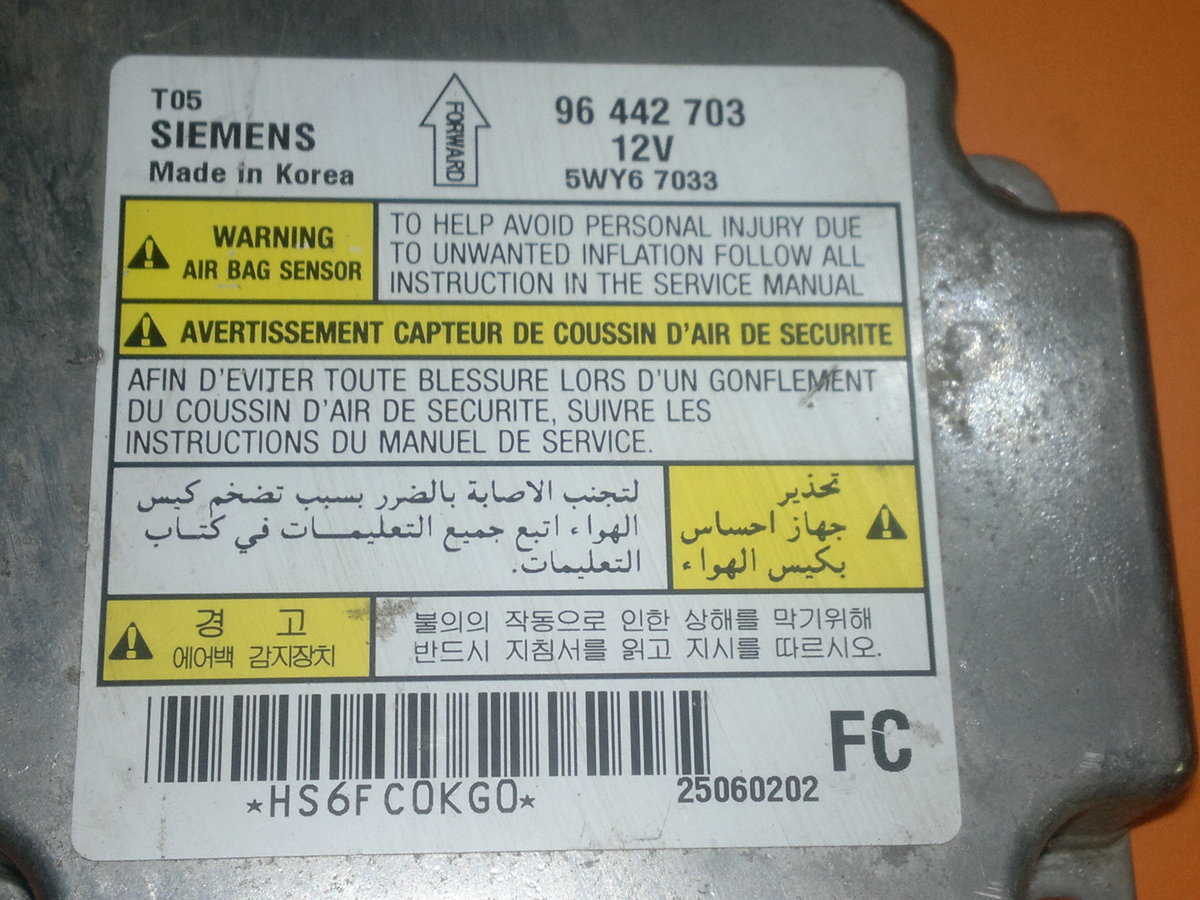 T05
SIEMENS
Made in Korea
FORWARD
96 442 703
12V
5WY6 7033
WARNING
AIR BAG SENSOR
TO HELP AVOID PERSONAL INJURY DUE
TO UNWANTED INFLATION FOLLOW ALL
INSTRUCTION IN THE SERVICE MANUAL
AVERTISSEMENT CAPTEUR DE COUSSIN D'AIR DE SECURITE
AFIN D'EVITER TOUTE BLESSURE LORS D'UN GONFLEMENT
DU COUSSIN D'AIR DE SECURITE, SUIVRE LES
INSTRUCTIONS DU MANUEL DE SERVICE.
تحذير
جهاز احساس
بكيس الهواء
لتجنب الاصابة بالضرر بسبب تضخم كيس
الهواء اتبع جميع التعليمات في كتاب
التعليمات.
경 고
에어백 감지장치
불의의 작동으로 인한 상해를 막기위해
반드시 지침서를 읽고 지시를 따르시오.
*HS6FC0KG0*
25060202
FC